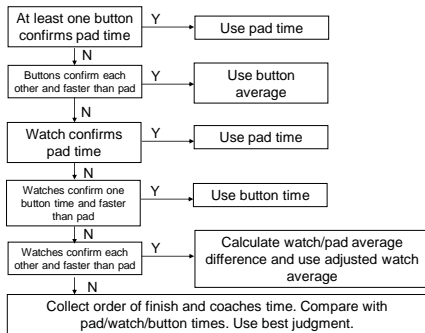 At least one button
confirms pad time
Y
Use pad time
N
Buttons confirm each
other and faster than pad
Y
Use button
average
N
Watch confirms
pad time
Y
Use pad time
N
Watches confirm one
button time and faster
than pad
Y
Use button time
N
Watches confirm each
other and faster than pad
Y
Calculate watch/pad average
difference and use adjusted watch
average
N
Collect order of finish and coaches time. Compare with
pad/watch/button times. Use best judgment.